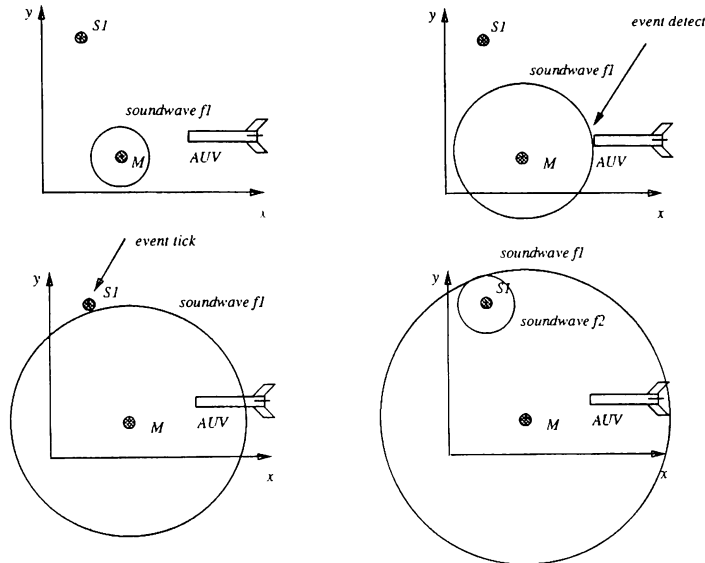 y
S1
soundwave f1
M
AUV
x
y
S1
event detect
soundwave f1
M
AUV
x
event tick
y
S1
soundwave f1
M
AUV
x
soundwave f1
y
S1
soundwave f2
M
AUV
x